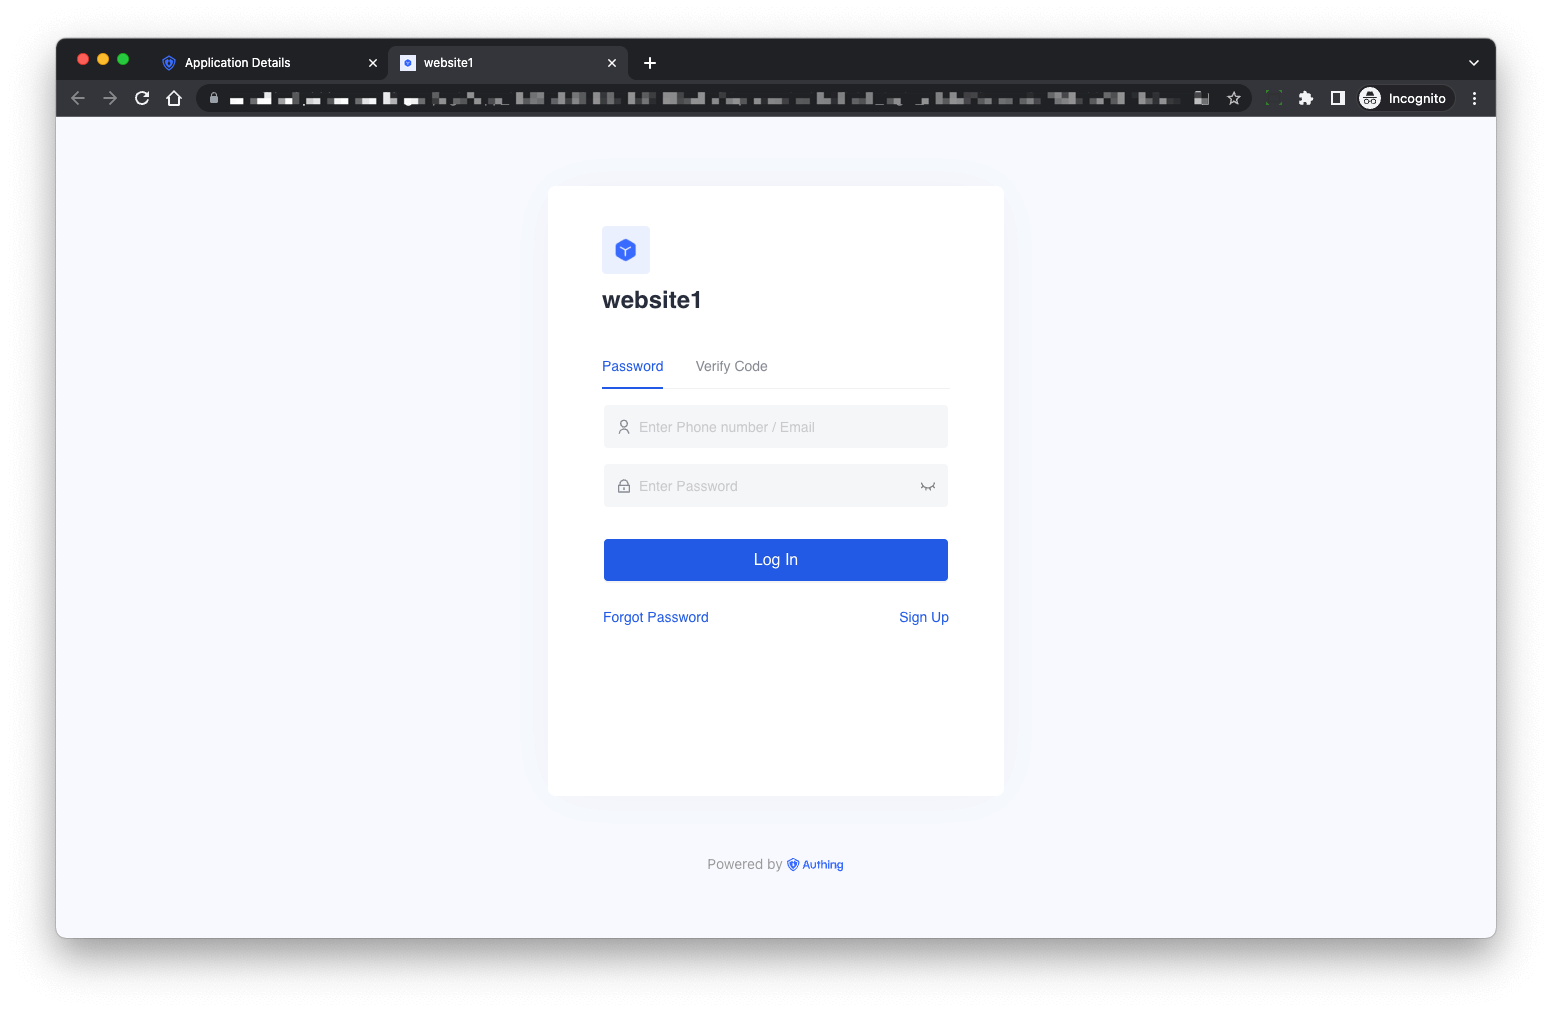 Application Details
website1
Incognito
website1
Password Verify Code
Enter Phone number / Email
Enter Password
Log In
Forgot Password Sign Up
Powered by Authing